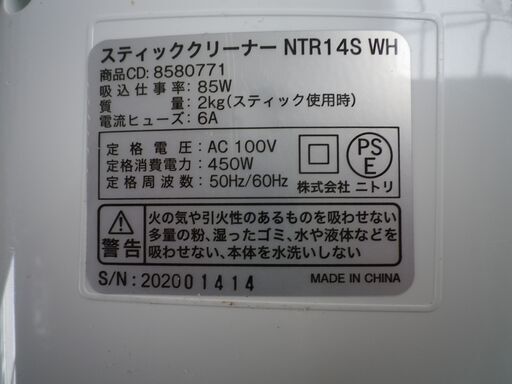 スティッククリーナー NTR14S WH
商品CD: 8580771
吸込仕事率: 85W
質量: 2kg(スティック使用時)
電流ヒューズ: 6A
定格電圧: AC 100V
定格消費電力: 450W
定格周波数: 50Hz/60Hz
PS
E
株式会社 ニトリ
警告
火の気や引火性のあるものを吸わせない
多量の粉、湿ったゴミ、水や液体などを
吸わせない、本体を水洗いしない
S/N: 202001414
MADE IN CHINA